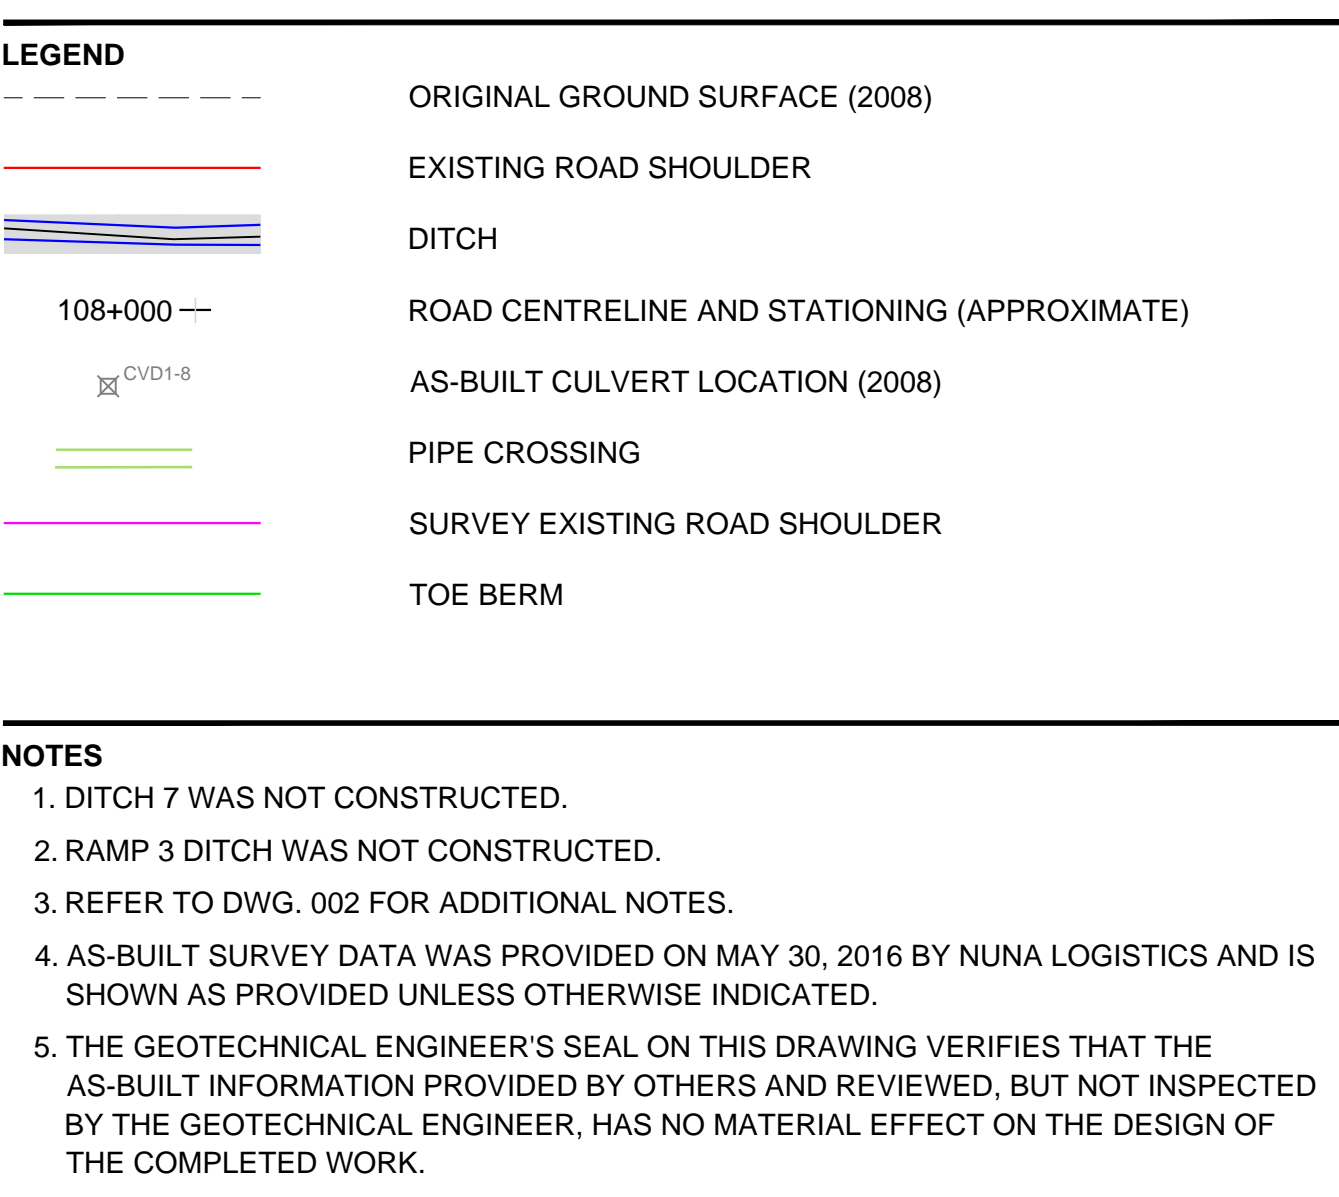 LEGEND
ORIGINAL GROUND SURFACE (2008)
EXISTING ROAD SHOULDER
DITCH
108+000 ROAD CENTRELINE AND STATIONING (APPROXIMATE)
CVD1-8 AS-BUILT CULVERT LOCATION (2008)
PIPE CROSSING
SURVEY EXISTING ROAD SHOULDER
TOE BERM
NOTES
1. DITCH 7 WAS NOT CONSTRUCTED.
2. RAMP 3 DITCH WAS NOT CONSTRUCTED.
3. REFER TO DWG. 002 FOR ADDITIONAL NOTES.
4. AS-BUILT SURVEY DATA WAS PROVIDED ON MAY 30, 2016 BY NUNA LOGISTICS AND IS
SHOWN AS PROVIDED UNLESS OTHERWISE INDICATED.
5. THE GEOTECHNICAL ENGINEER'S SEAL ON THIS DRAWING VERIFIES THAT THE
AS-BUILT INFORMATION PROVIDED BY OTHERS AND REVIEWED, BUT NOT INSPECTED
BY THE GEOTECHNICAL ENGINEER, HAS NO MATERIAL EFFECT ON THE DESIGN OF
THE COMPLETED WORK.